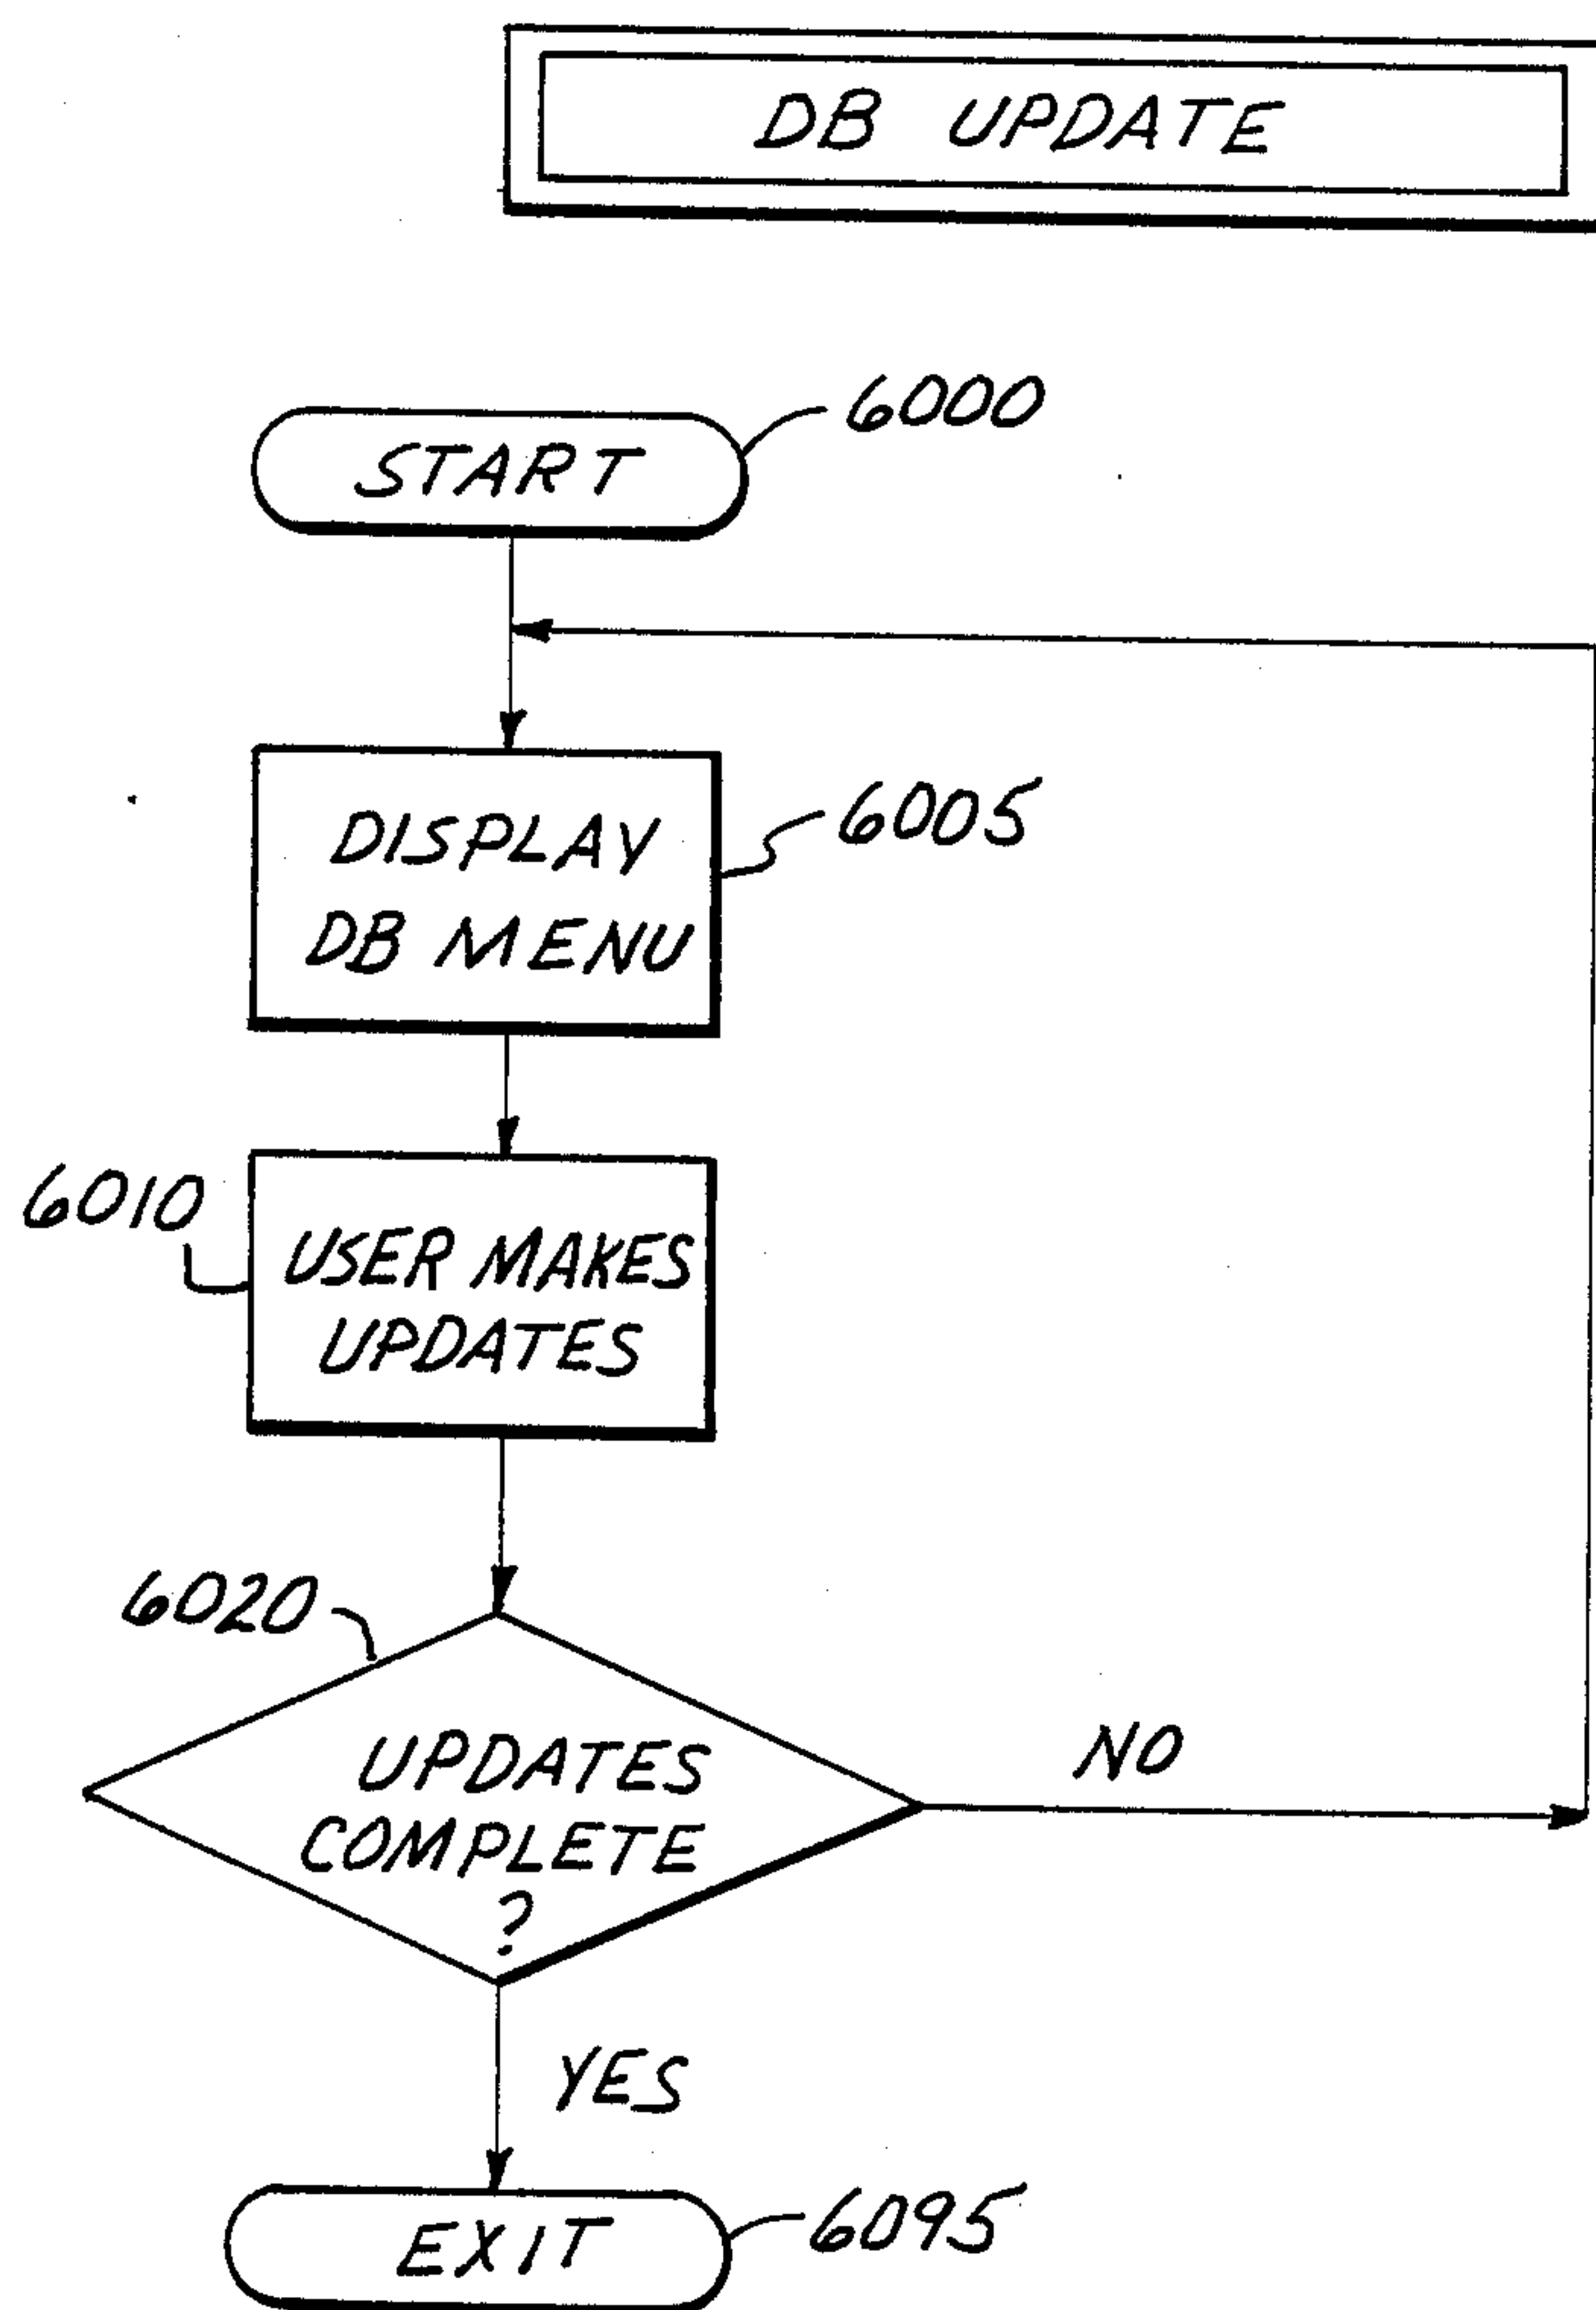 DB UPDATE
START
6000
DISPLAY
DB MENU
6005
6010
USER MAKES
UPDATES
6020
UPDATES
COMPLETE
?
NO
YES
EXIT
6095